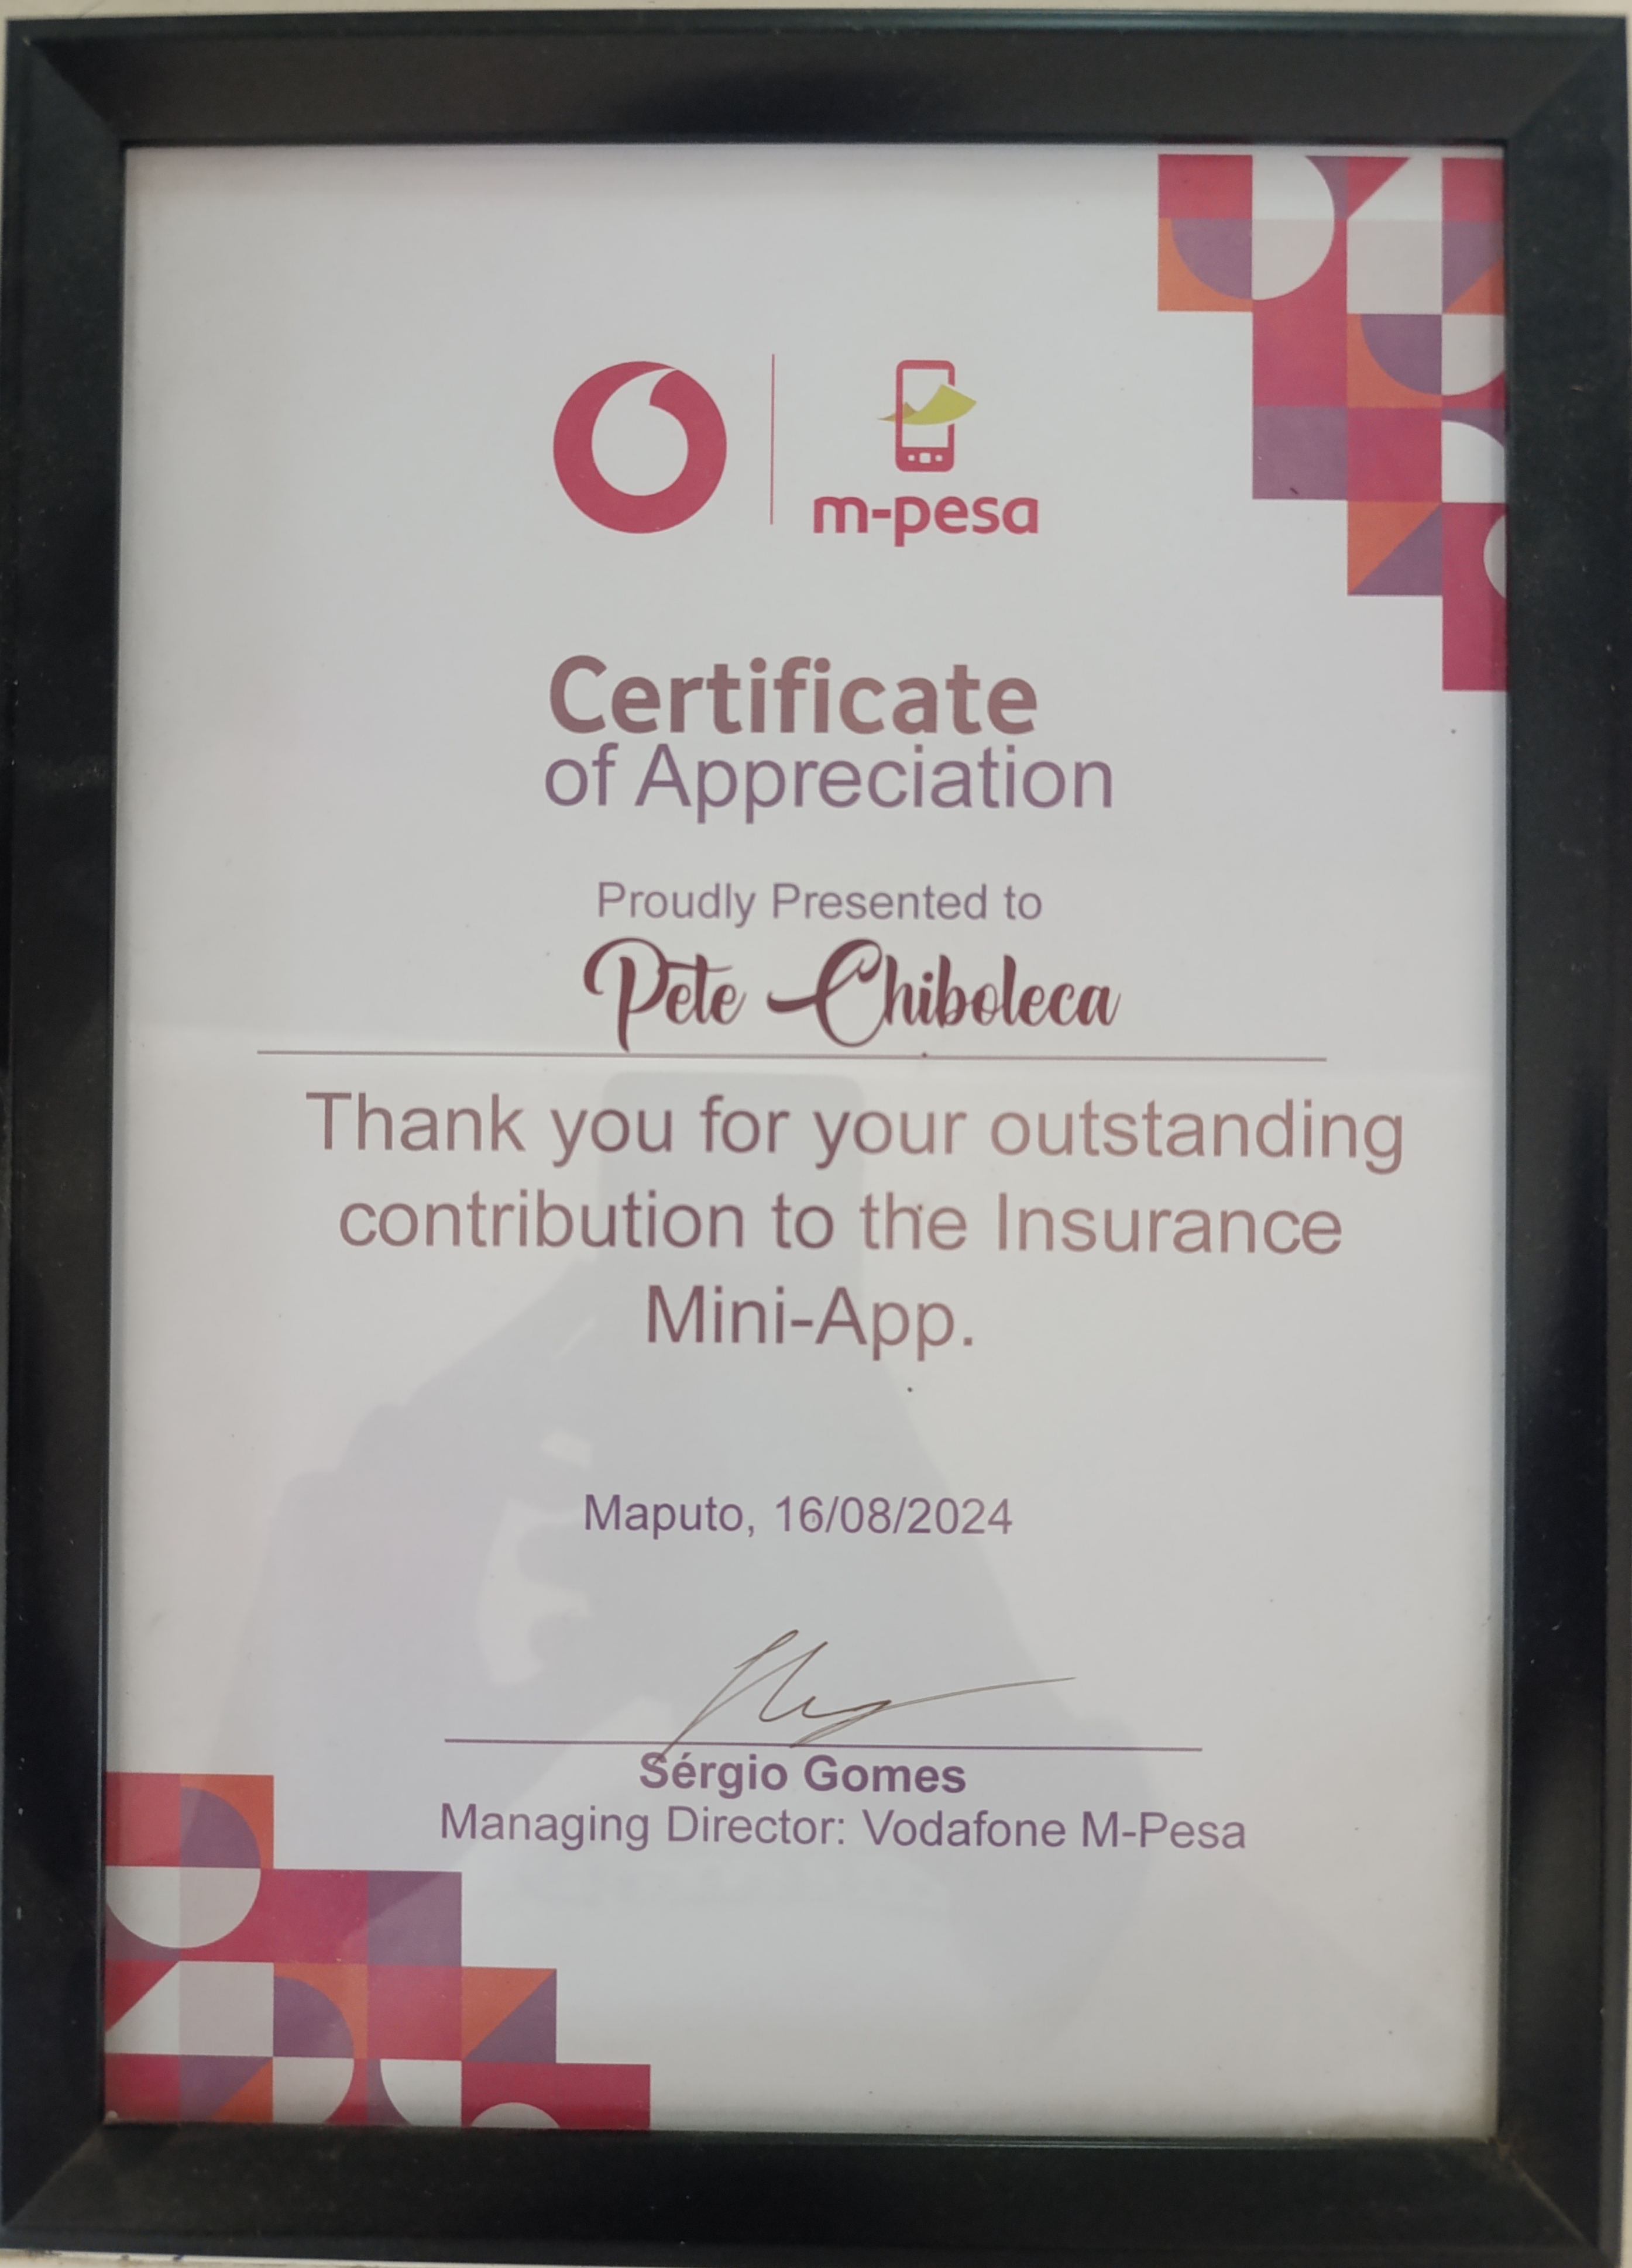 m-pesa
Certificate
of Appreciation
Proudly Presented to
Pete Chiboleca
Thank you for your outstanding
contribution to the Insurance
Mini-App.
Maputo, 16/08/2024
Sérgio Gomes
Managing Director: Vodafone M-Pesa